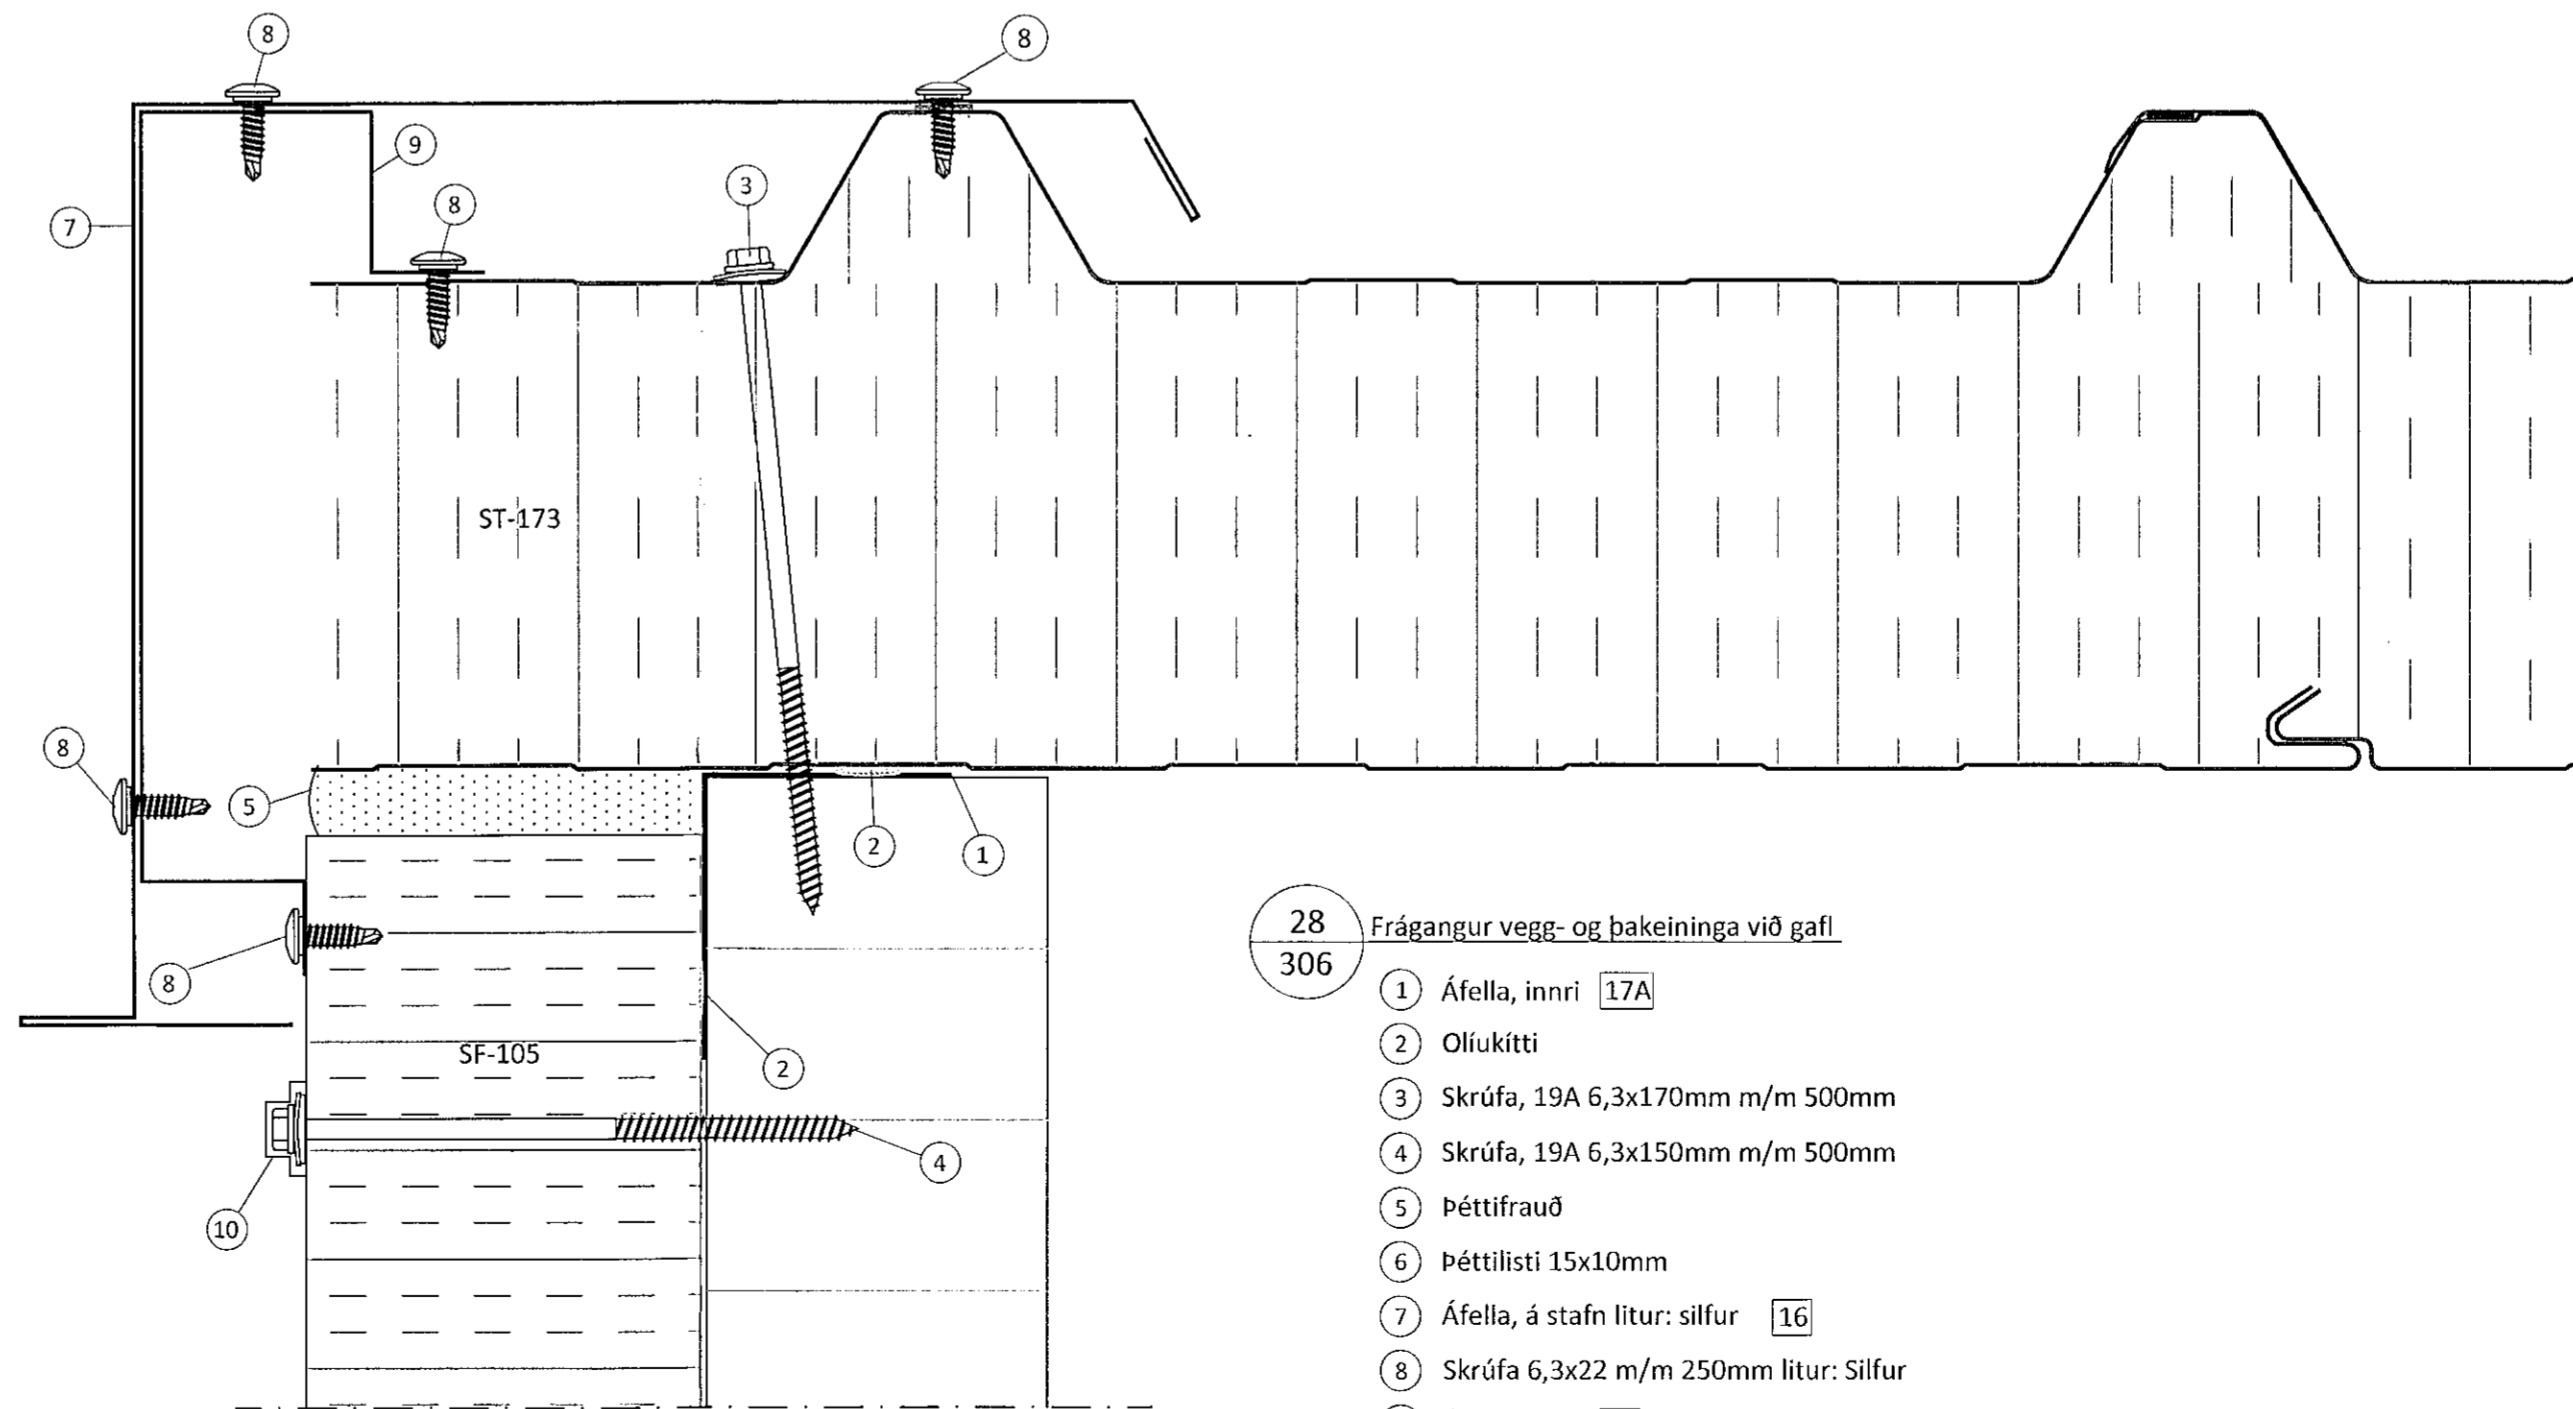 8
8
9
3
8
7
ST-173
8
5
2
1
8
SF-105
2
4
10
28
306
Frágangur vegg- og þakeininga við gafl
1 Áfella, innri 17A
2 Olíukítti
3 Skrúfa, 19A 6,3x170mm m/m 500mm
4 Skrúfa, 19A 6,3x150mm m/m 500mm
5 Þéttifrauð
6 Þéttilisti 15x10mm
7 Áfella, á stafn litur: silfur 16
8 Skrúfa 6,3x22 m/m 250mm litur: Silfur